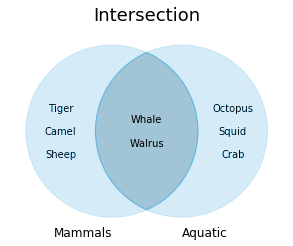 Intersection
Tiger
Camel
Sheep
Whale
Walrus
Octopus
Squid
Crab
Mammals
Aquatic